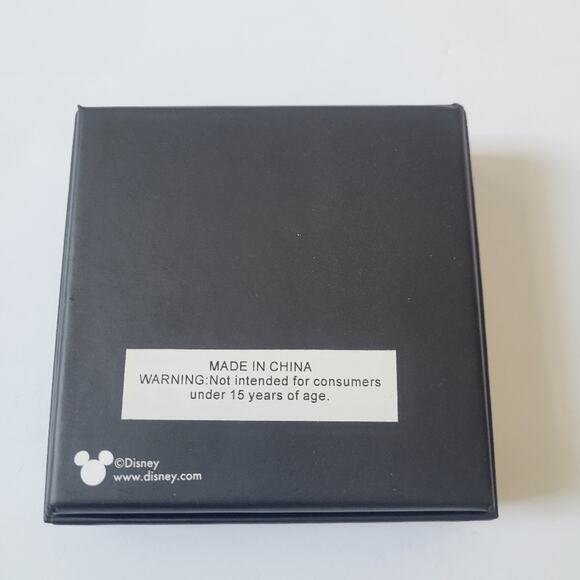 MADE IN CHINA
WARNING:Not intended for consumers
under 15 years of age.
©Disney
www.disney.com